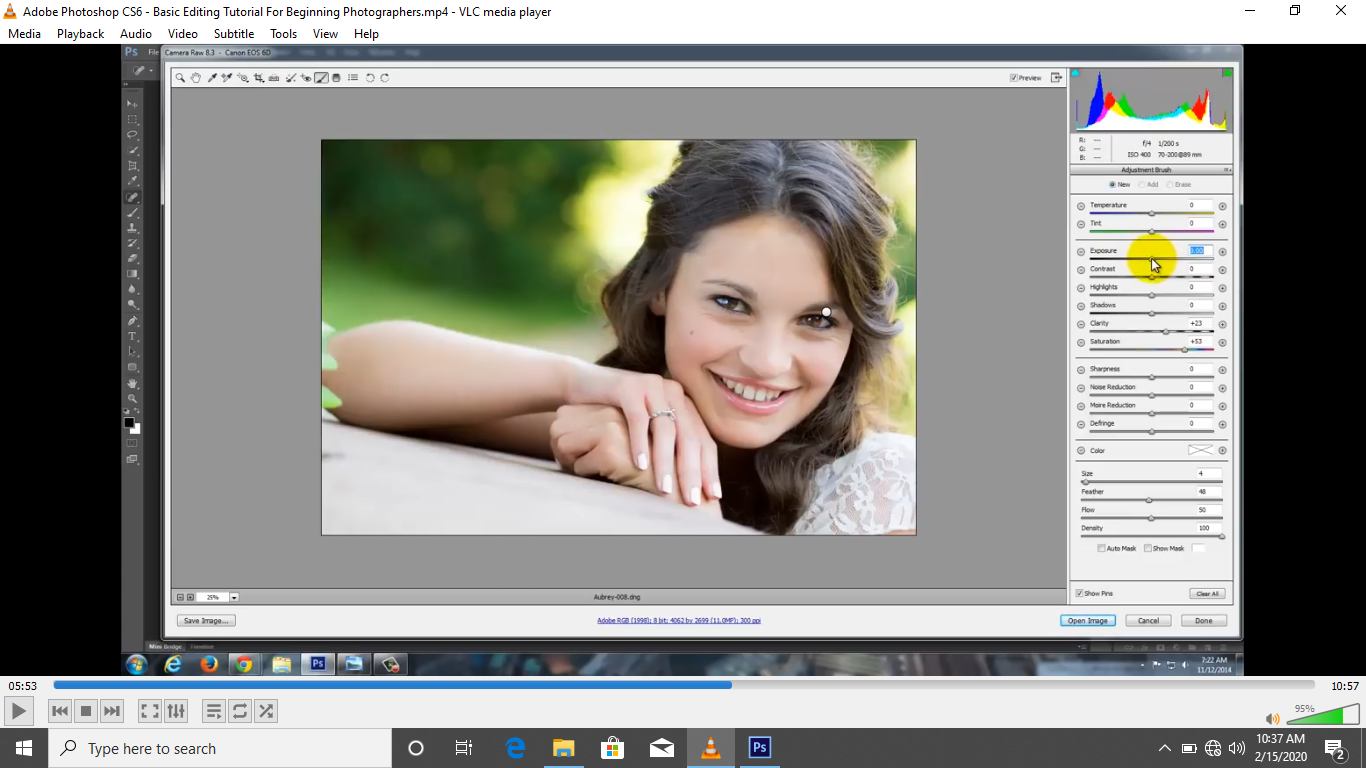 Adobe Photoshop CS6 - Basic Editing Tutorial For Beginning Photographers.mp4 - VLC media player
Media Playback Audio Video Subtitle Tools View Help
Ps File
Camera Raw 8.3 - Canon EOS 6D
Preview
R: ---
G: ---
B: ---
f/4 1/200 s
ISO 400 70-200@89 mm
Adjustment Brush
New Add Erase
Temperature 0
Tint 0
Exposure 0.00
Contrast 0
Highlights 0
Shadows 0
Clarity +23
Saturation +53
Sharpness 0
Noise Reduction 0
Moire Reduction 0
Defringe 0
Color
Size 4
Feather 48
Flow 50
Density 100
Auto Mask Show Mask
25%
Aubrey-008.dng
Show Pins Clear All
Save Image...
Adobe RGB (1998); 8 bit; 4062 by 2699 (11.0MP); 300 ppi
Open Image Cancel Done
Mini Bridge Timeline
Ps
7:22 AM
11/12/2014
05:53
10:57
95%
Type here to search
Ps
10:37 AM
2/15/2020
2